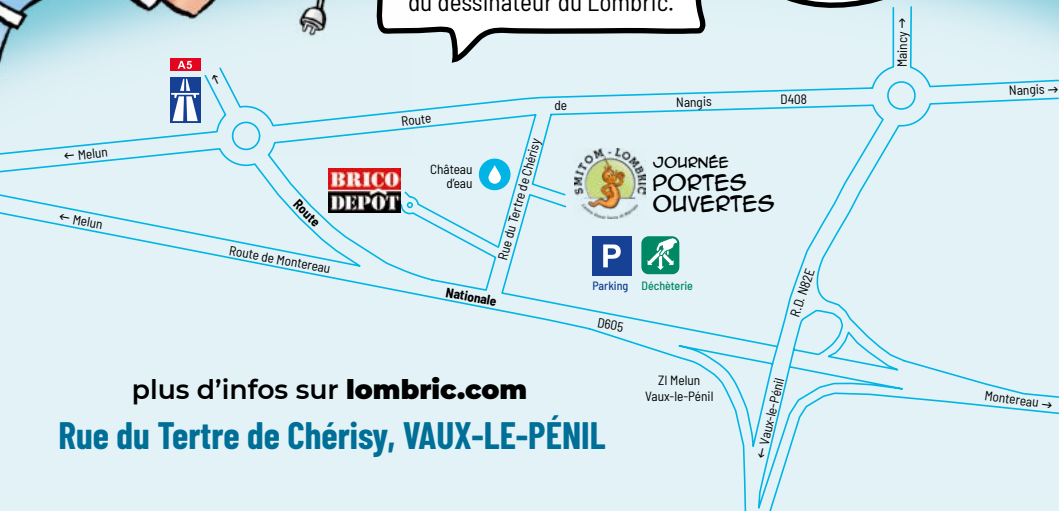 du dessinateur du Lombric.
A5
Maincy →
Nangis →
Route
de
Nangis
D408
← Melun
BRICO
DEPÔT
Château
d'eau
Rue du Tertre de Chérisy
SMITOM - LOMBRIC
JOURNÉE
PORTES
OUVERTES
← Melun
Route
Route de Montereau
P
Parking
Déchèterie
Nationale
D605
R.D. N82E
ZI Melun
Vaux-le-Pénil
← Vaux-le-Pénil
Montereau →
plus d'infos sur lombric.com
Rue du Tertre de Chérisy, VAUX-LE-PÉNIL